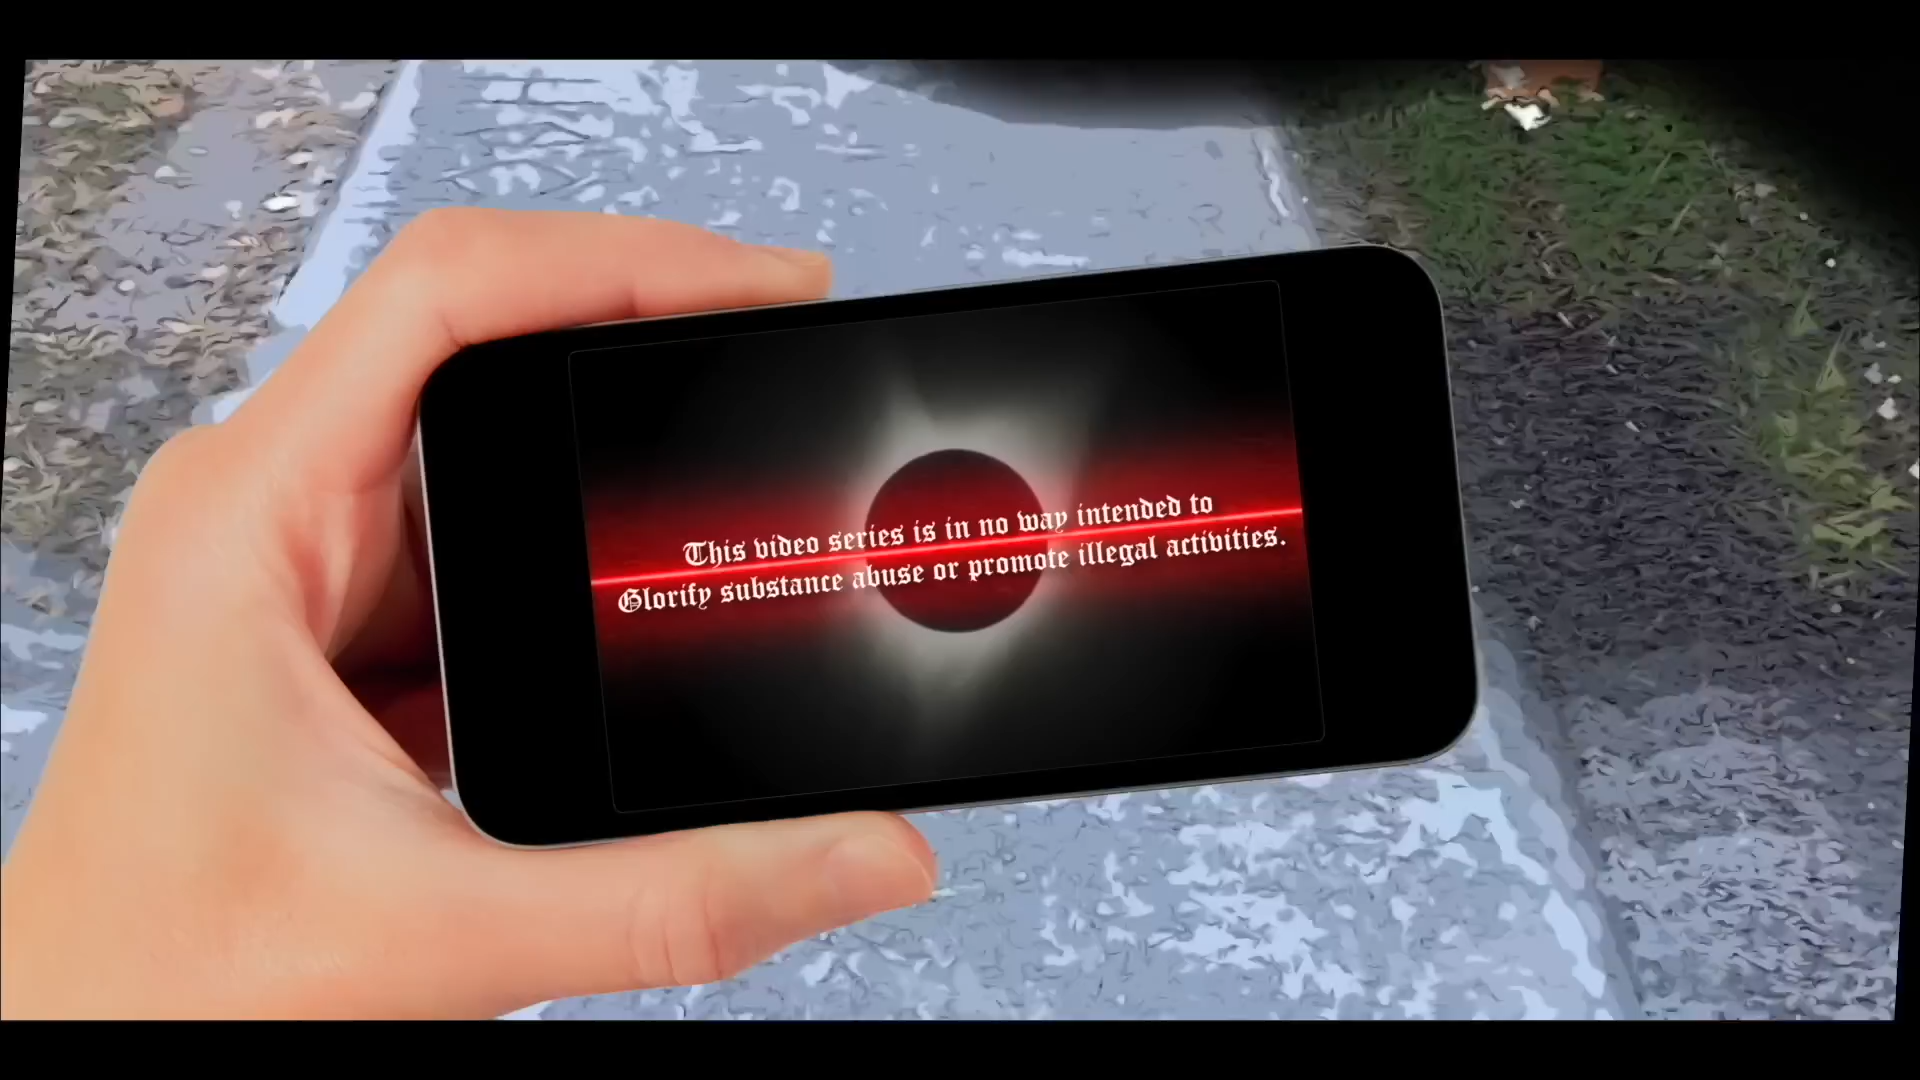 This video series is in no way intended to
Glorify substance abuse or promote illegal activities.